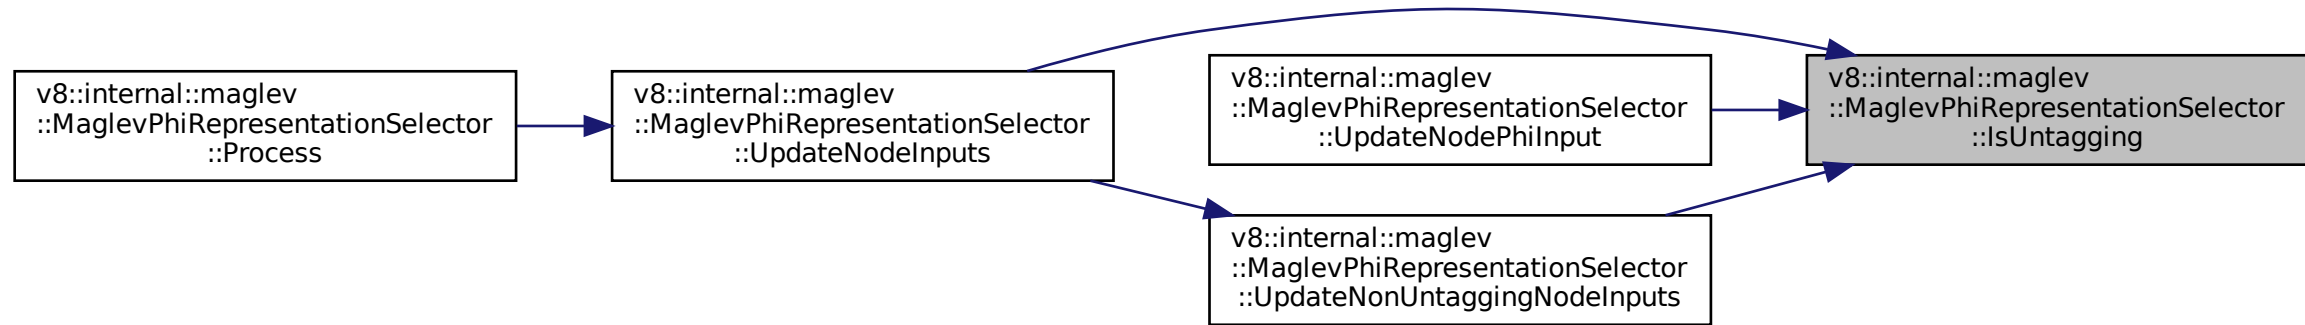 v8::internal::maglev
::MaglevPhiRepresentationSelector
::Process
v8::internal::maglev
::MaglevPhiRepresentationSelector
::UpdateNodeInputs
v8::internal::maglev
::MaglevPhiRepresentationSelector
::UpdateNodePhiInput
v8::internal::maglev
::MaglevPhiRepresentationSelector
::UpdateNonUntaggingNodeInputs
v8::internal::maglev
::MaglevPhiRepresentationSelector
::IsUntagging